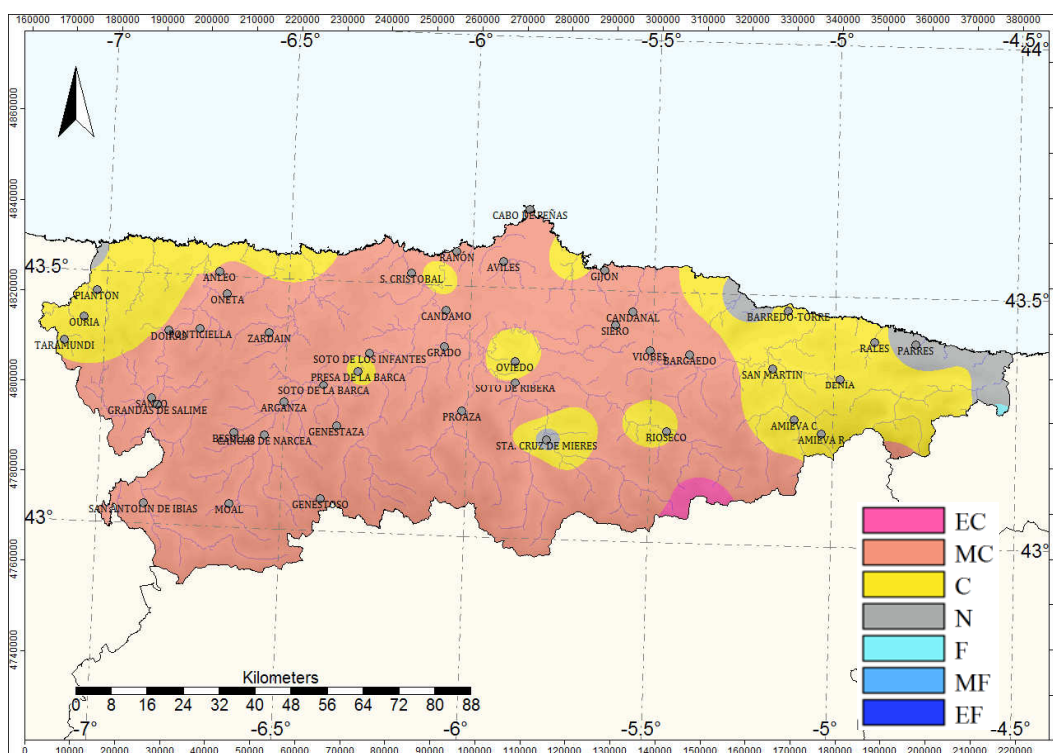 160000 170000 180000 190000 200000 210000 220000 230000 240000 250000 260000 270000 280000 290000 300000 310000 320000 330000 340000 350000 360000 370000 380000
-7° -6.5° -6° -5.5° -5° -4.5°
44°
4860000
4840000
CABO DE PEÑAS
RANÓN
AVILES
S. CRISTOBAL
GIJON
ANLEO
43.5°
43.5°
4820000
PIANTON
ONETA
OURIA
CANDAMO
CANDANAL
BARREDO-TORRE
SIERO
DOIRAS
PONTICIELLA
ZARDAIN
TARAMUNDI
GRADO
VIOBES
RALES
PARRES
SOTO DE LOS INFANTES
BARGAEDO
OVIEDO
SAN MARTIN
PRESA DE LA BARCA
4800000
SOTO DE LA BARCA
SOTO DE RIBERA
BENIA
SANZO
GRANDAS DE SALIME
ARGANZA
PROAZA
GENESTAZA
AMIEVA C
BESULLO
CANGAS DE NARCEA
STA. CRUZ DE MIERES
RIOSECO
AMIEVA R
4780000
SAN ANTOLIN DE IBIAS
MOAL
GENESTOSO
43°
43°
4760000
4740000
EC
MC
C
N
F
MF
EF
Kilometers
0 8 16 24 32 40 48 56 64 72 80 88
-7° -6.5° -6° -5.5° -5° -4.5°
0 10000 20000 30000 40000 50000 60000 70000 80000 90000 100000 110000 120000 130000 140000 150000 160000 170000 180000 190000 200000 210000 220000